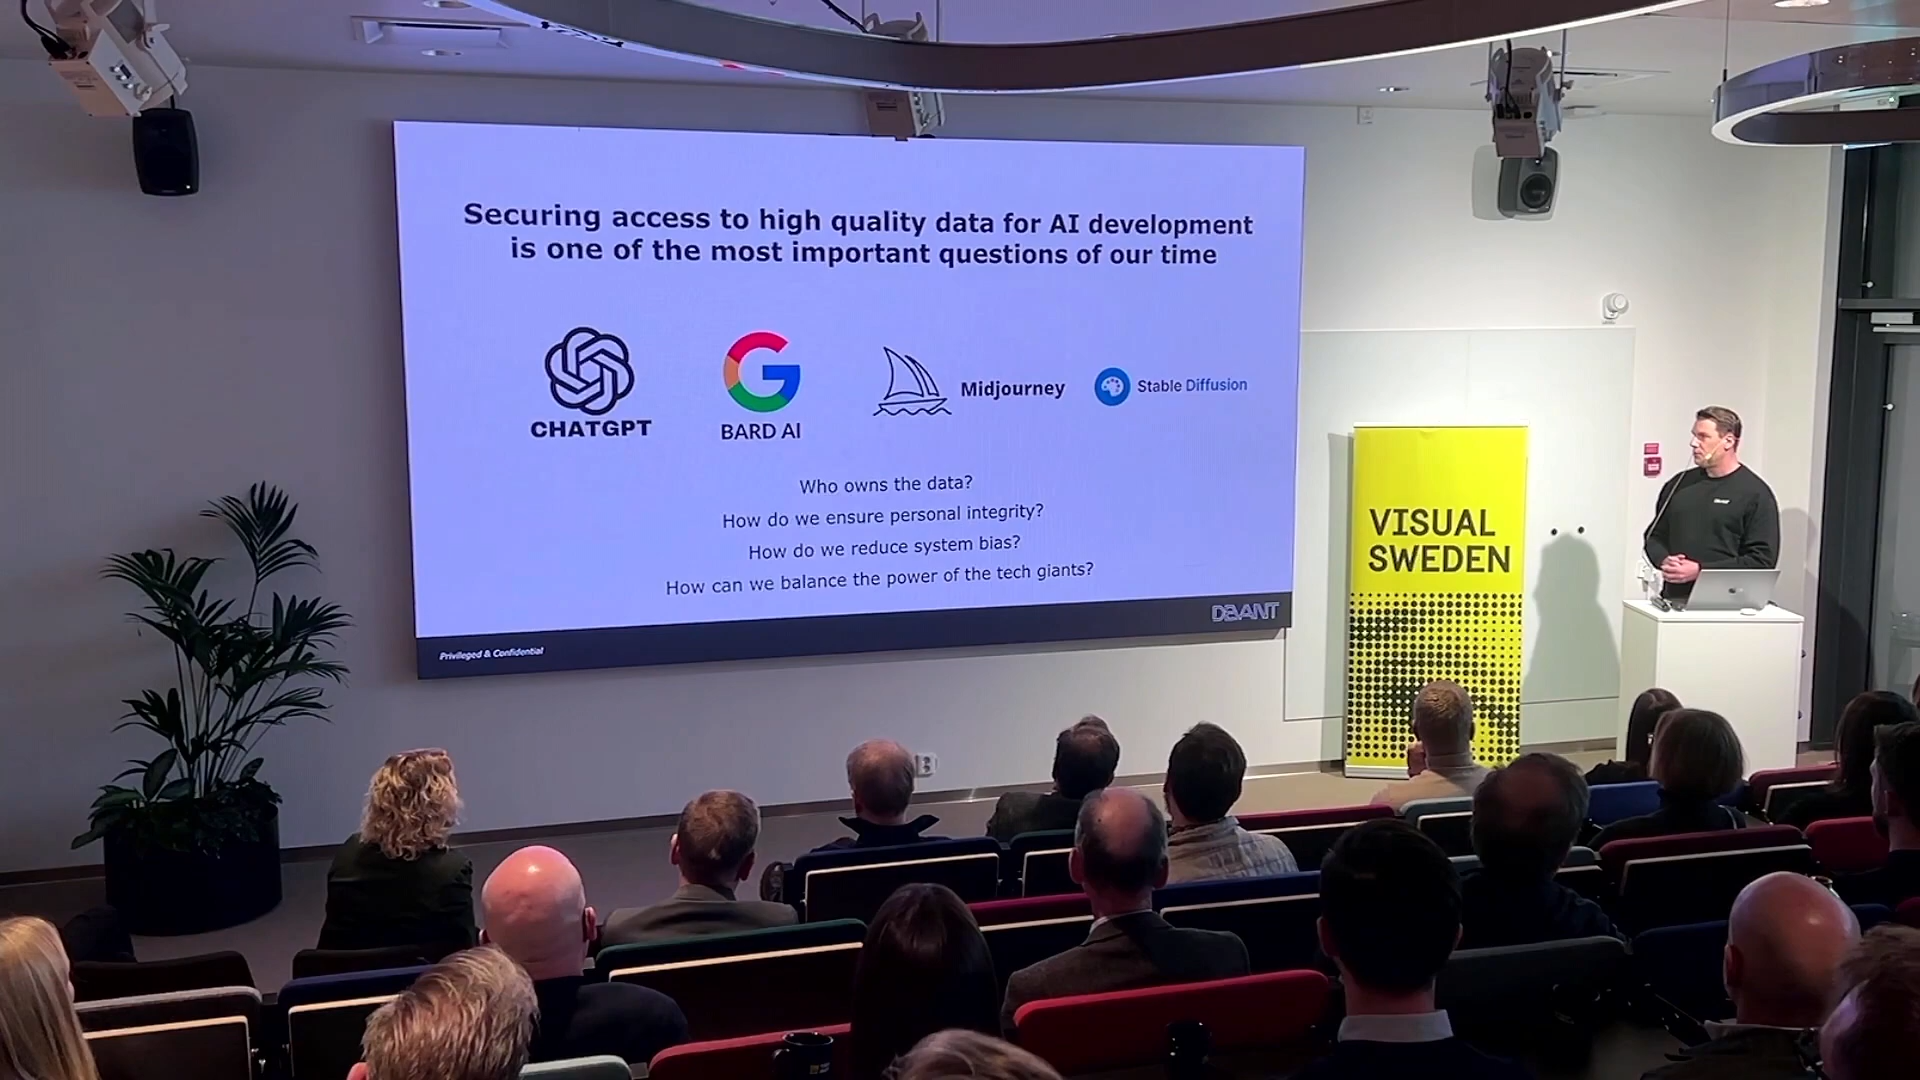 Securing access to high quality data for AI development
is one of the most important questions of our time
CHATGPT
BARD AI
Midjourney
Stable Diffusion
Who owns the data?
How do we ensure personal integrity?
How do we reduce system bias?
How can we balance the power of the tech giants?
Privileged & Confidential
DEVANT
VISUAL
SWEDEN